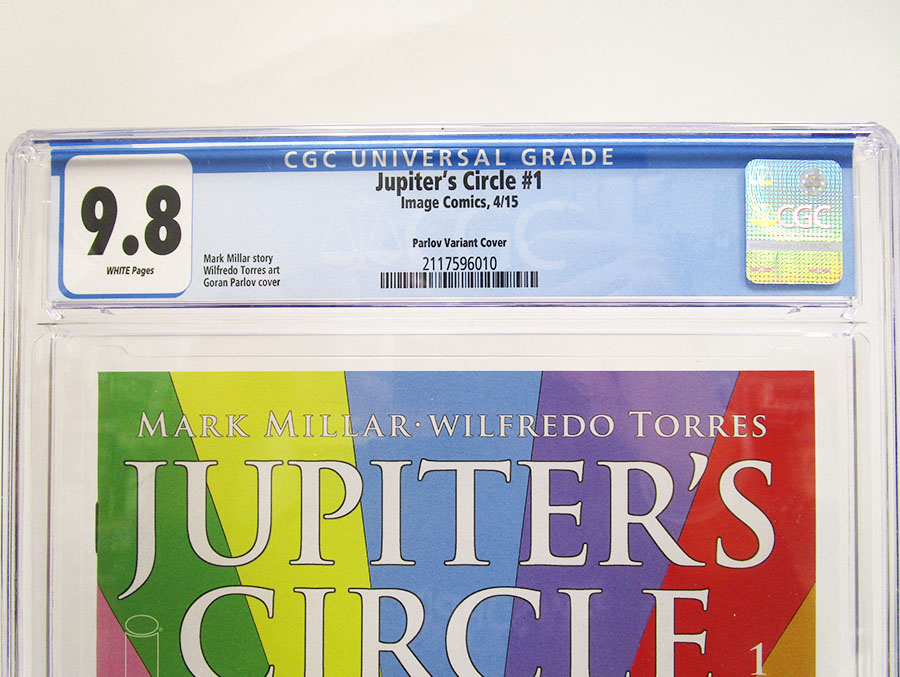 CGC UNIVERSAL GRADE
9.8
WHITE Pages
Jupiter's Circle #1
Image Comics, 4/15
Parlov Variant Cover
2117596010
Mark Millar story
Wilfredo Torres art
Goran Parlov cover
CGC
MARK MILLAR · WILFREDO TORRES
JUPITER'S
CIRCLE
1